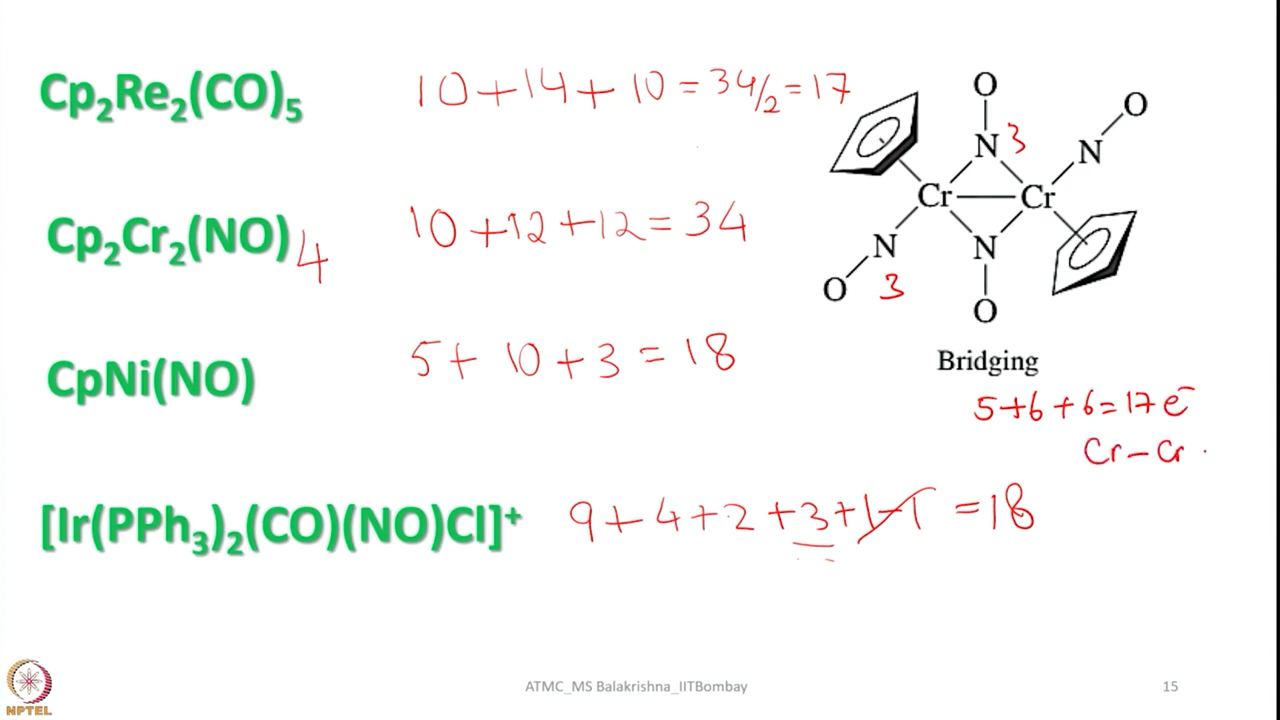 Cp₂Re₂(CO)₅ 10+14+10=34/2=17
Cp₂Cr₂(NO)4 10+12+12=34
CpNi(NO) 5+10+3=18
[Ir(PPh₃)₂(CO)(NO)Cl]⁺ 9+4+2+3+1-1=18
O
O
N 3
N
Cr Cr
N
N
O
3
O
Bridging
5+6+6=17e⁻
Cr-Cr
NPTEL
ATMC_MS Balakrishna_IITBombay
15